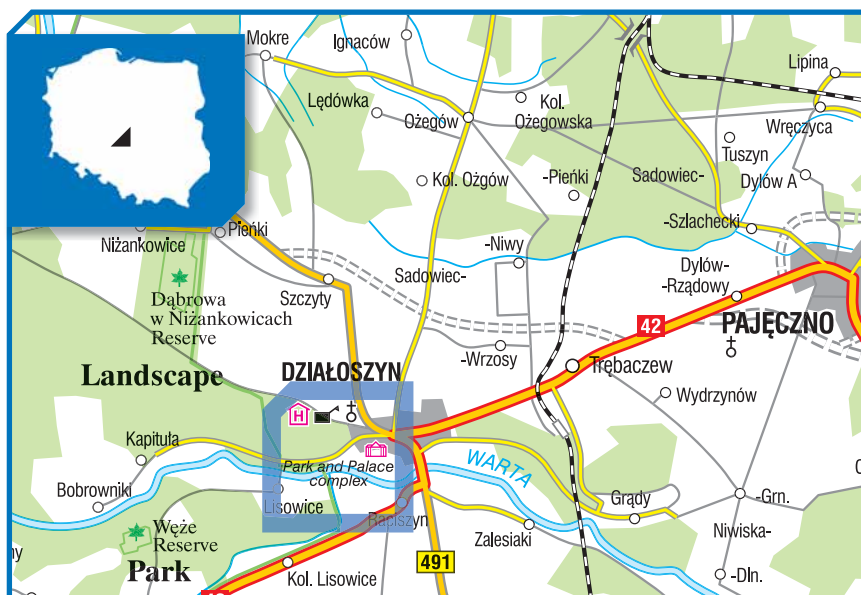 Mokre
Ignaców
Lipina
Lędówka
Ożegów
Kol.
Ożegowska
Wręczyca
Tuszyn
Kol. Ożgów
-Pieńki
Sadowiec-
Dylów A
-Szlachecki
Niżankowice
Pieńki
-Niwy
Sadowiec-
Szczyty
Dylów-
-Rządowy
Dąbrowa
w Niżankowicach
Reserve
42
PAJĘCZNO
-Wrzosy
Trębaczew
Landscape
DZIAŁOSZYN
Wydrzynów
H
Kapituła
Park and Palace
complex
WARTA
Bobrowniki
Lisowice
Raciszyn
Grądy
-Grn.
Niwiska-
Węże
Reserve
Zalesiaki
Park
Kol. Lisowice
491
-Dln.